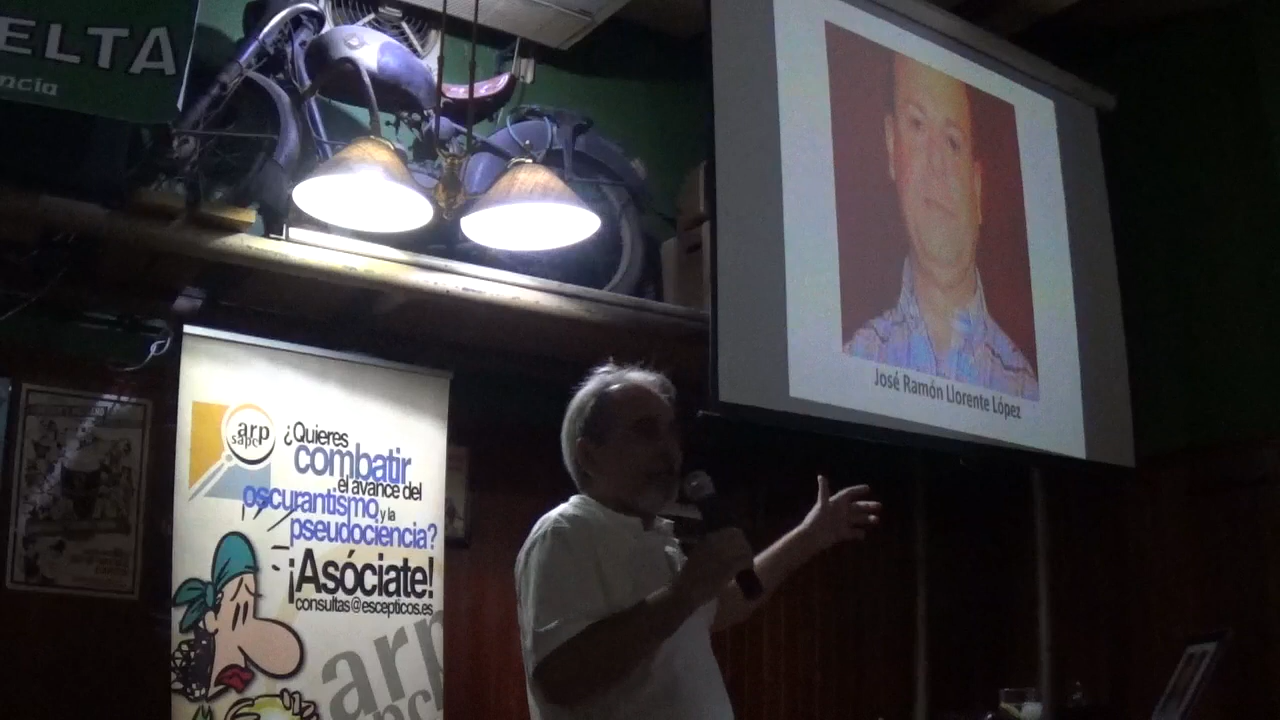 ELTA
ncia
José Ramón Llorente López
arp
sapc
¿Quieres
combatir
el avance del
oscurantismo y la
pseudociencia?
¡Asóciate!
consultas@escepticos.es
arp
sapc